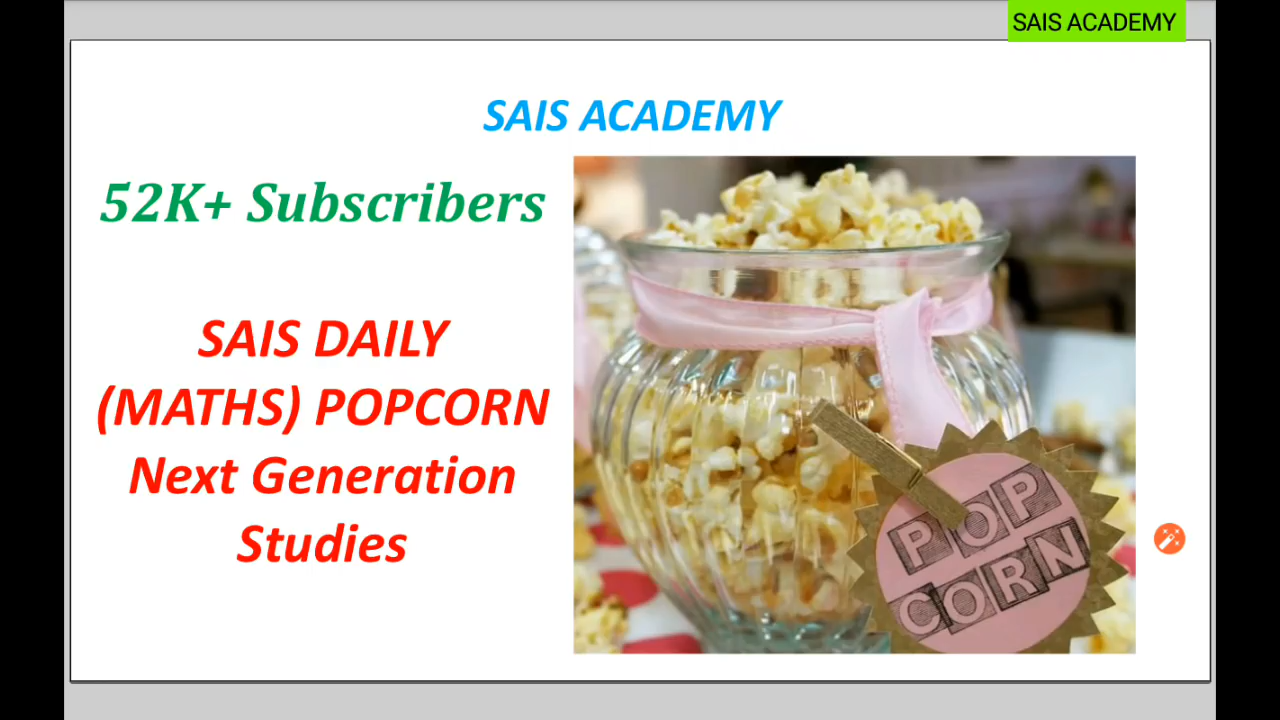 SAIS ACADEMY
SAIS ACADEMY
52K+ Subscribers
SAIS DAILY
(MATHS) POPCORN
Next Generation
Studies
POP
CORN